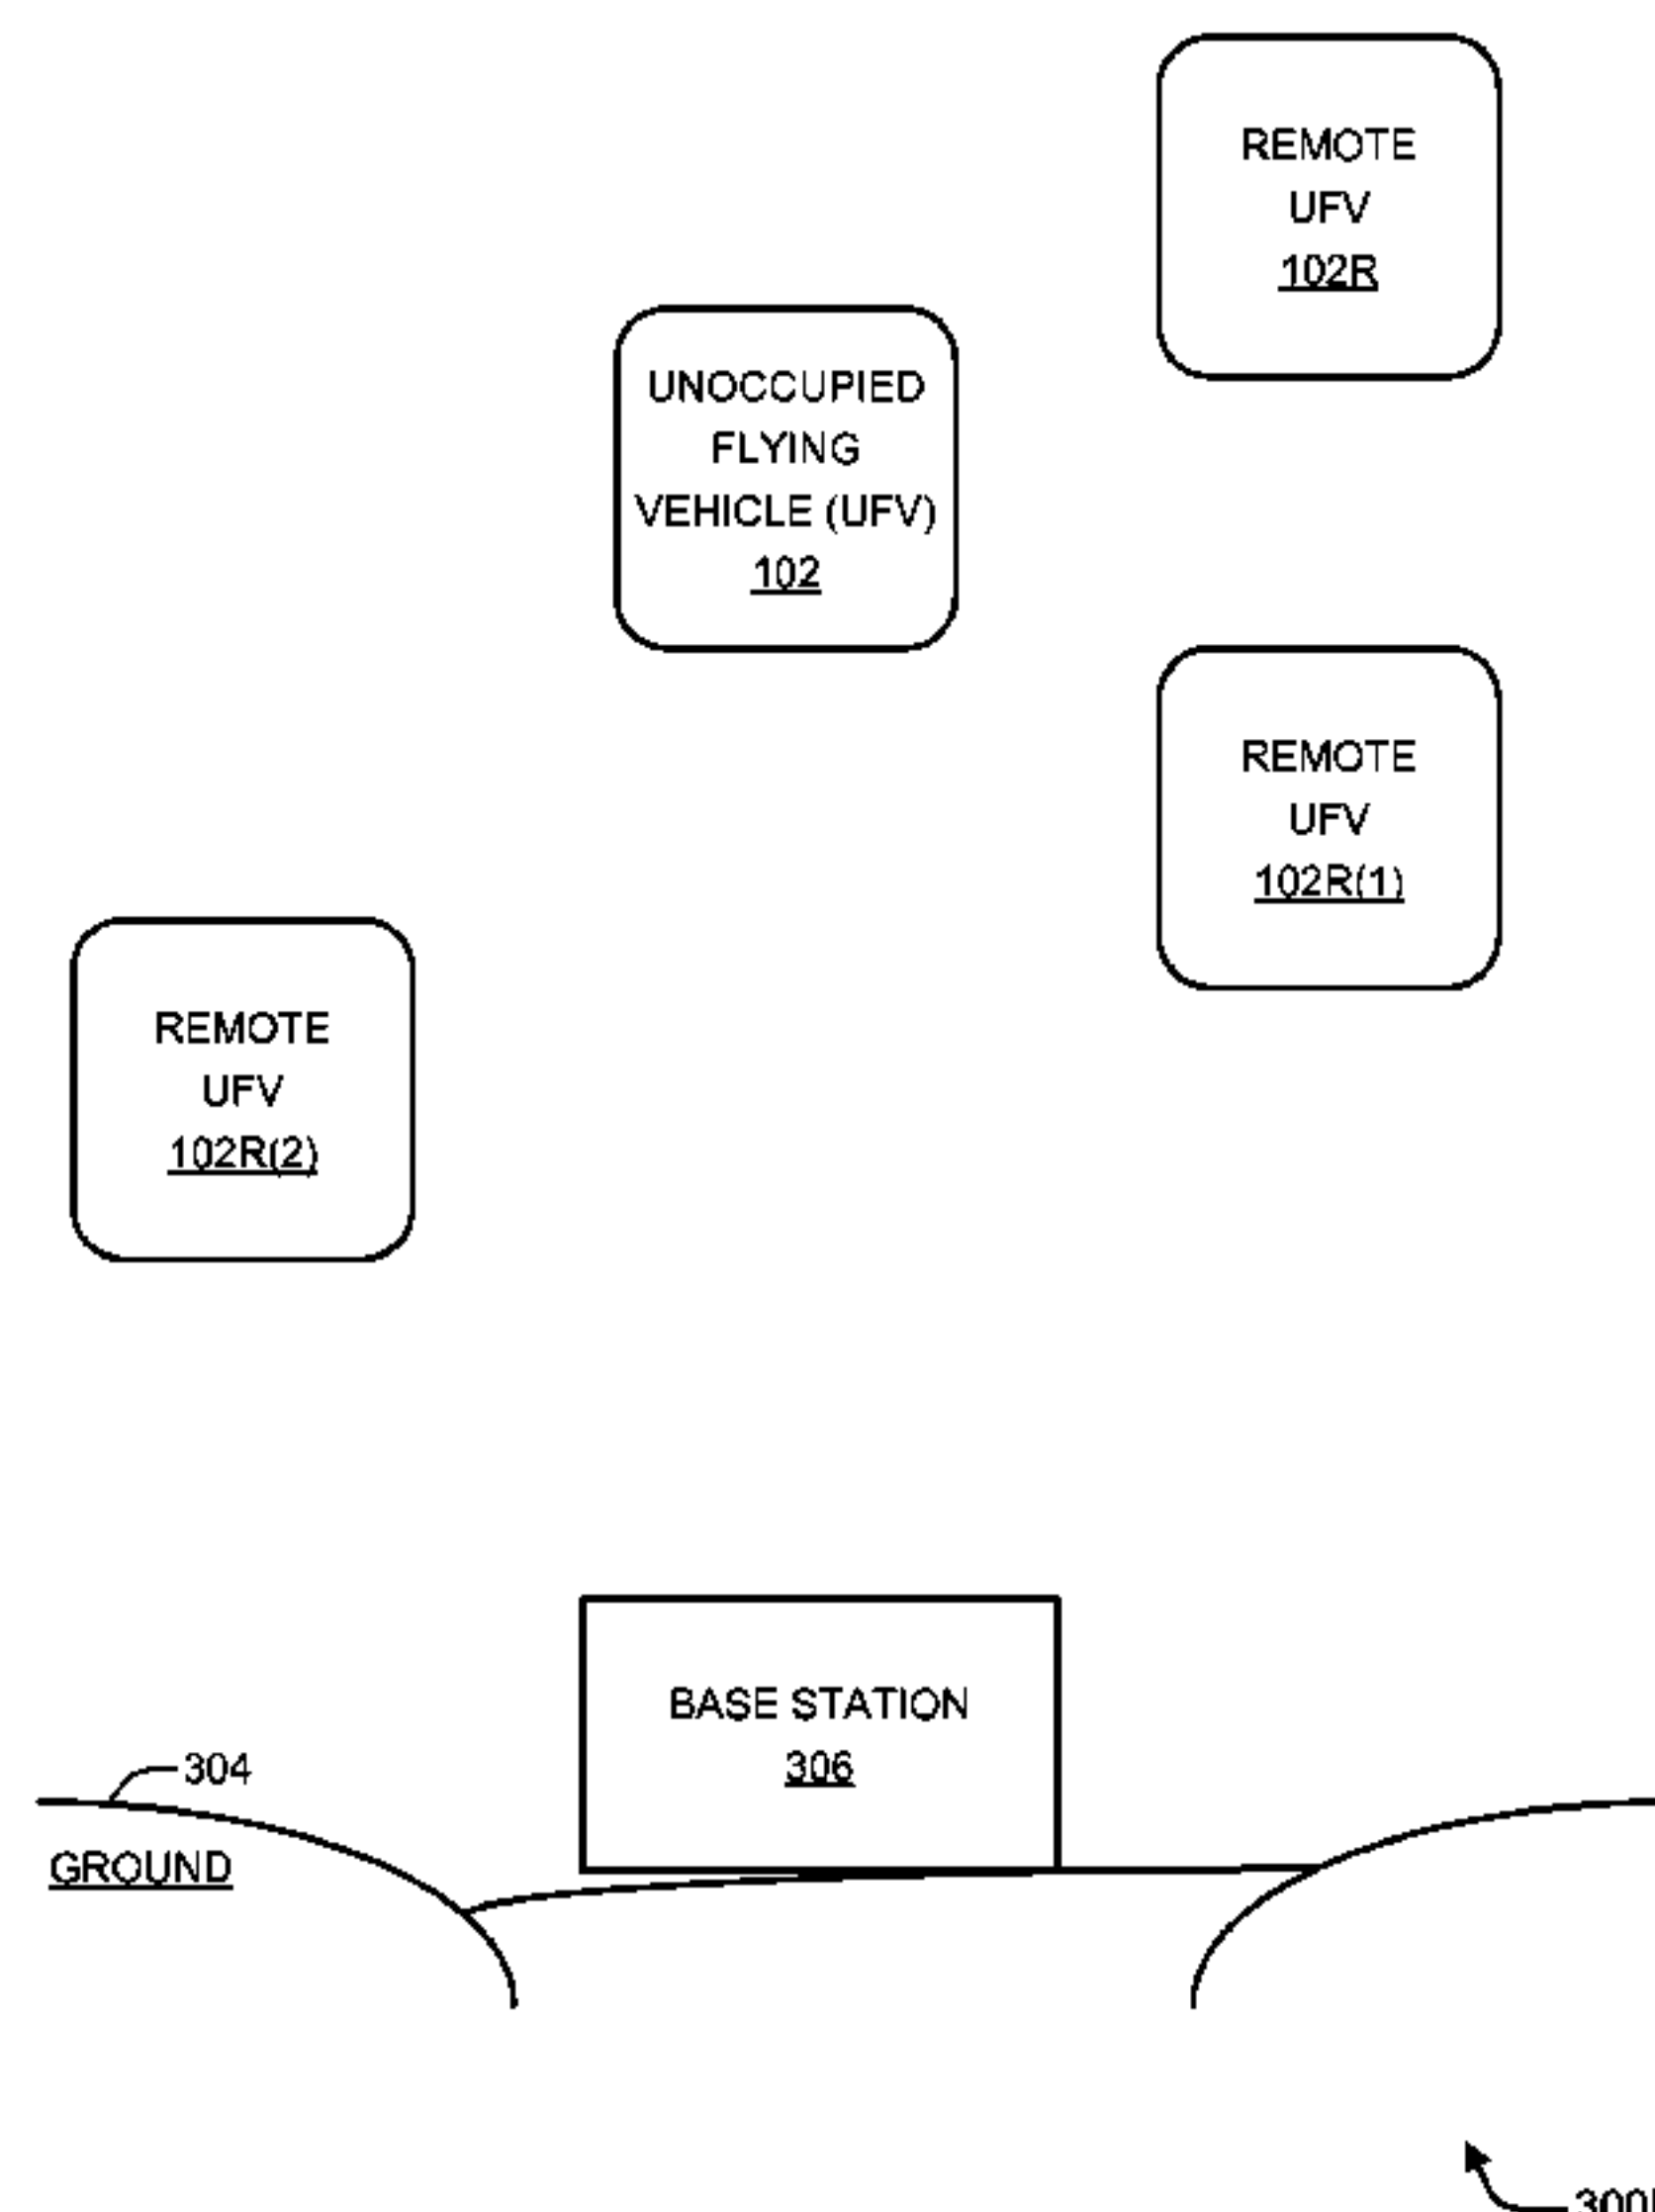 REMOTE
UFV
102R
UNOCCUPIED
FLYING
VEHICLE (UFV)
102
REMOTE
UFV
102R(1)
REMOTE
UFV
102R(2)
BASE STATION
306
304
GROUND